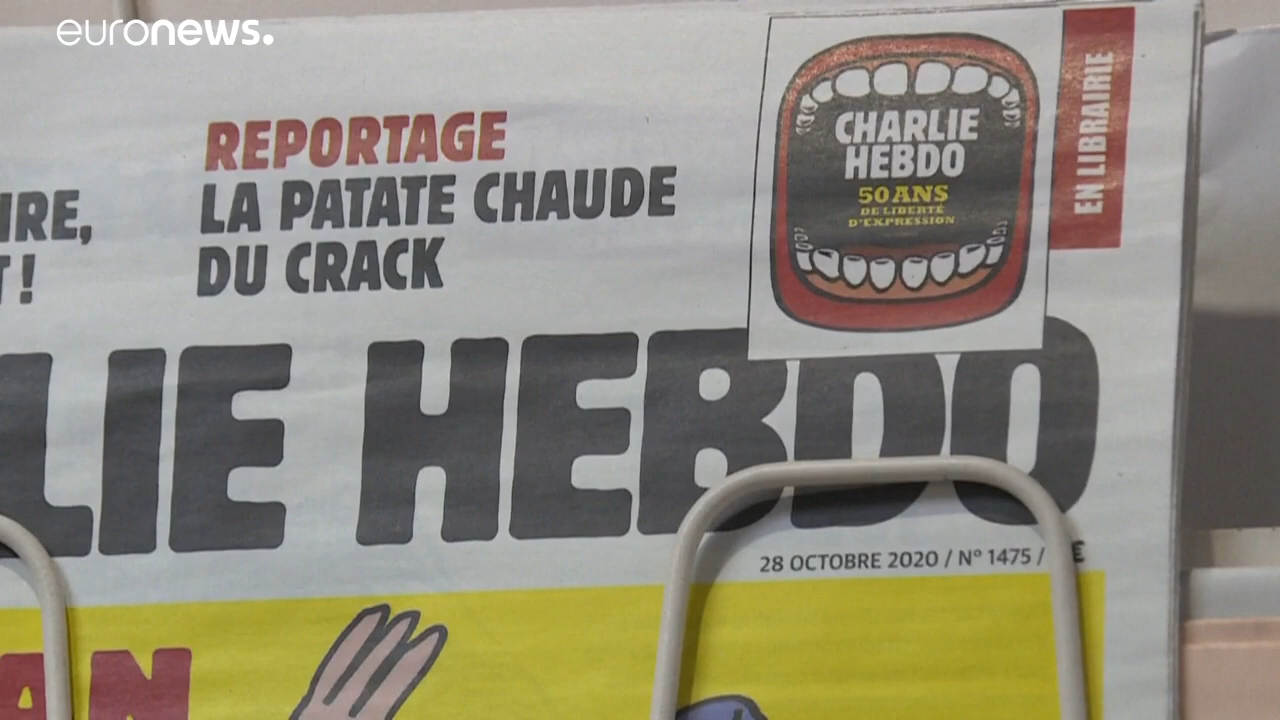 euronews.
REPORTAGE
LA PATATE CHAUDE
DU CRACK
IRE,
T!
CHARLIE
HEBDO
50 ANS
DE LIBERTÉ
D'EXPRESSION
EN LIBRAIRIE
LIE HEBDO
28 OCTOBRE 2020 / N° 1475 / €
AN